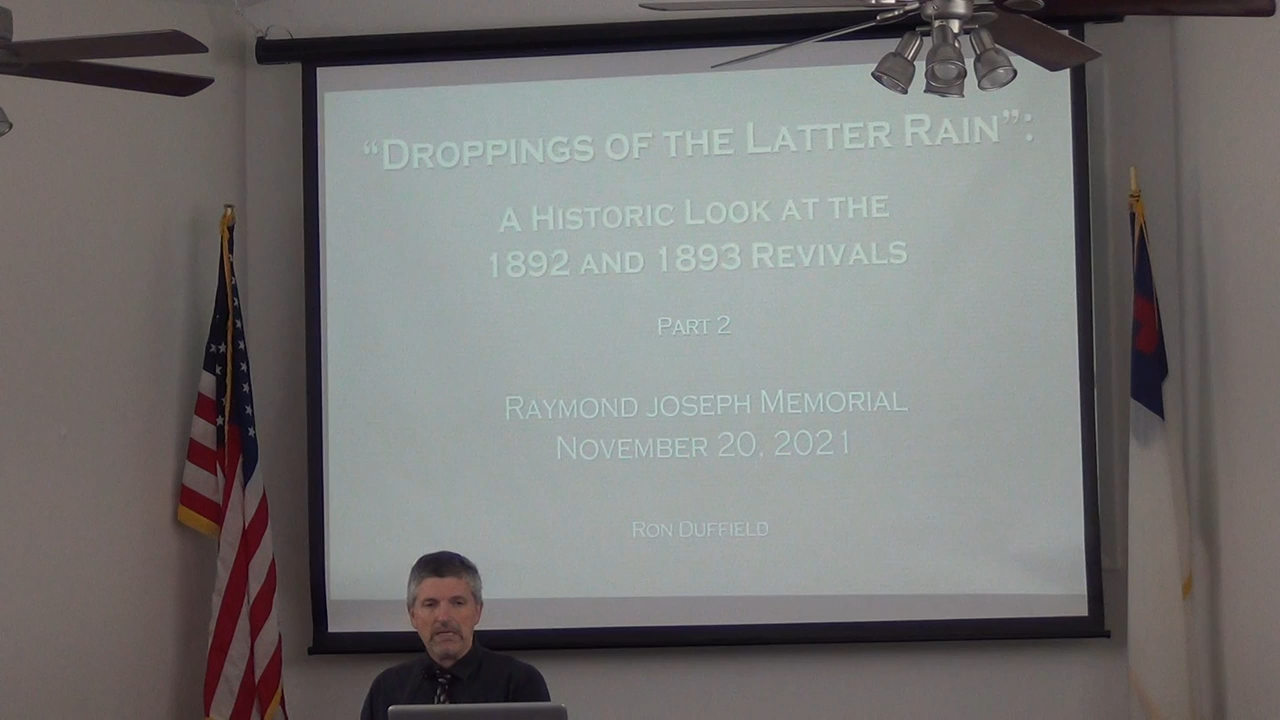 “Droppings of the Latter Rain”:
A Historic Look at the
1892 and 1893 Revivals
Part 2
Raymond Joseph Memorial
November 20, 2021
Ron Duffield